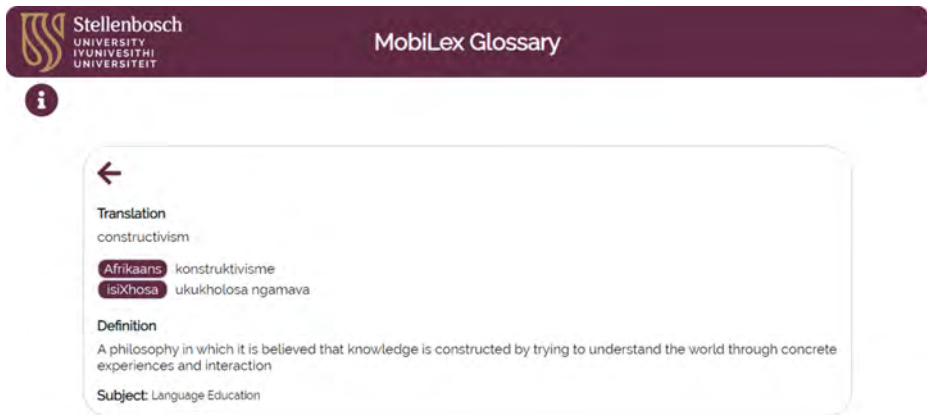 Stellenbosch
UNIVERSITY
IYUNIVESITHI
UNIVERSITEIT
MobiLex Glossary
Translation
constructivism
Afrikaans konstruktivisme
isiXhosa ukukholosa ngamava
Definition
A philosophy in which it is believed that knowledge is constructed by trying to understand the world through concrete
experiences and interaction
Subject: Language Education